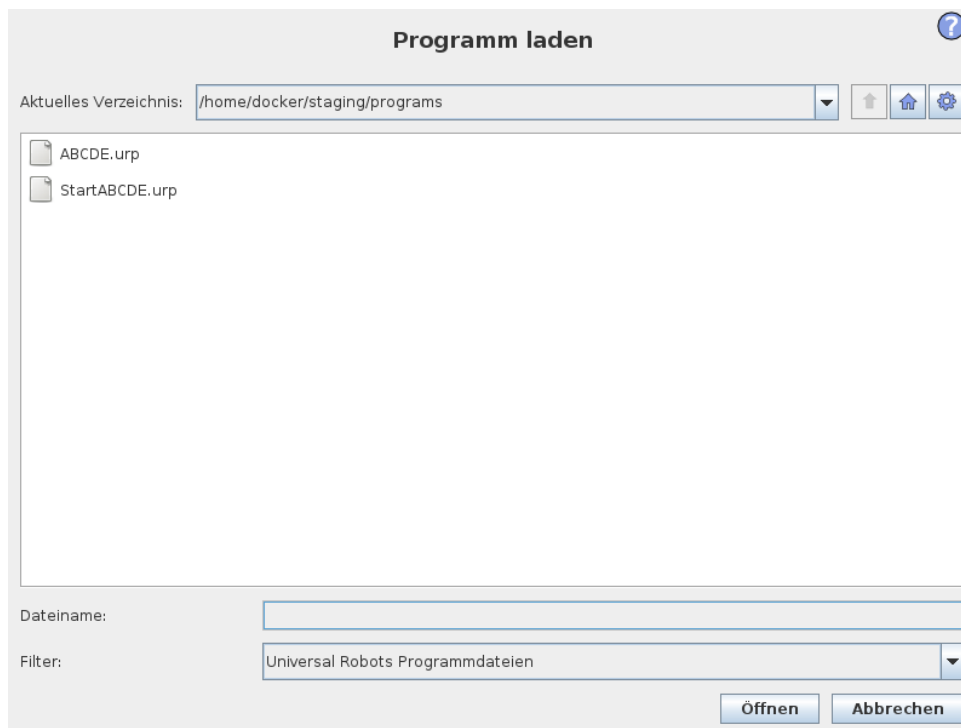 ?
Programm laden
Aktuelles Verzeichnis: /home/docker/staging/programs
ABCDE.urp
StartABCDE.urp
Dateiname:
Filter: Universal Robots Programmdateien
Öffnen Abbrechen